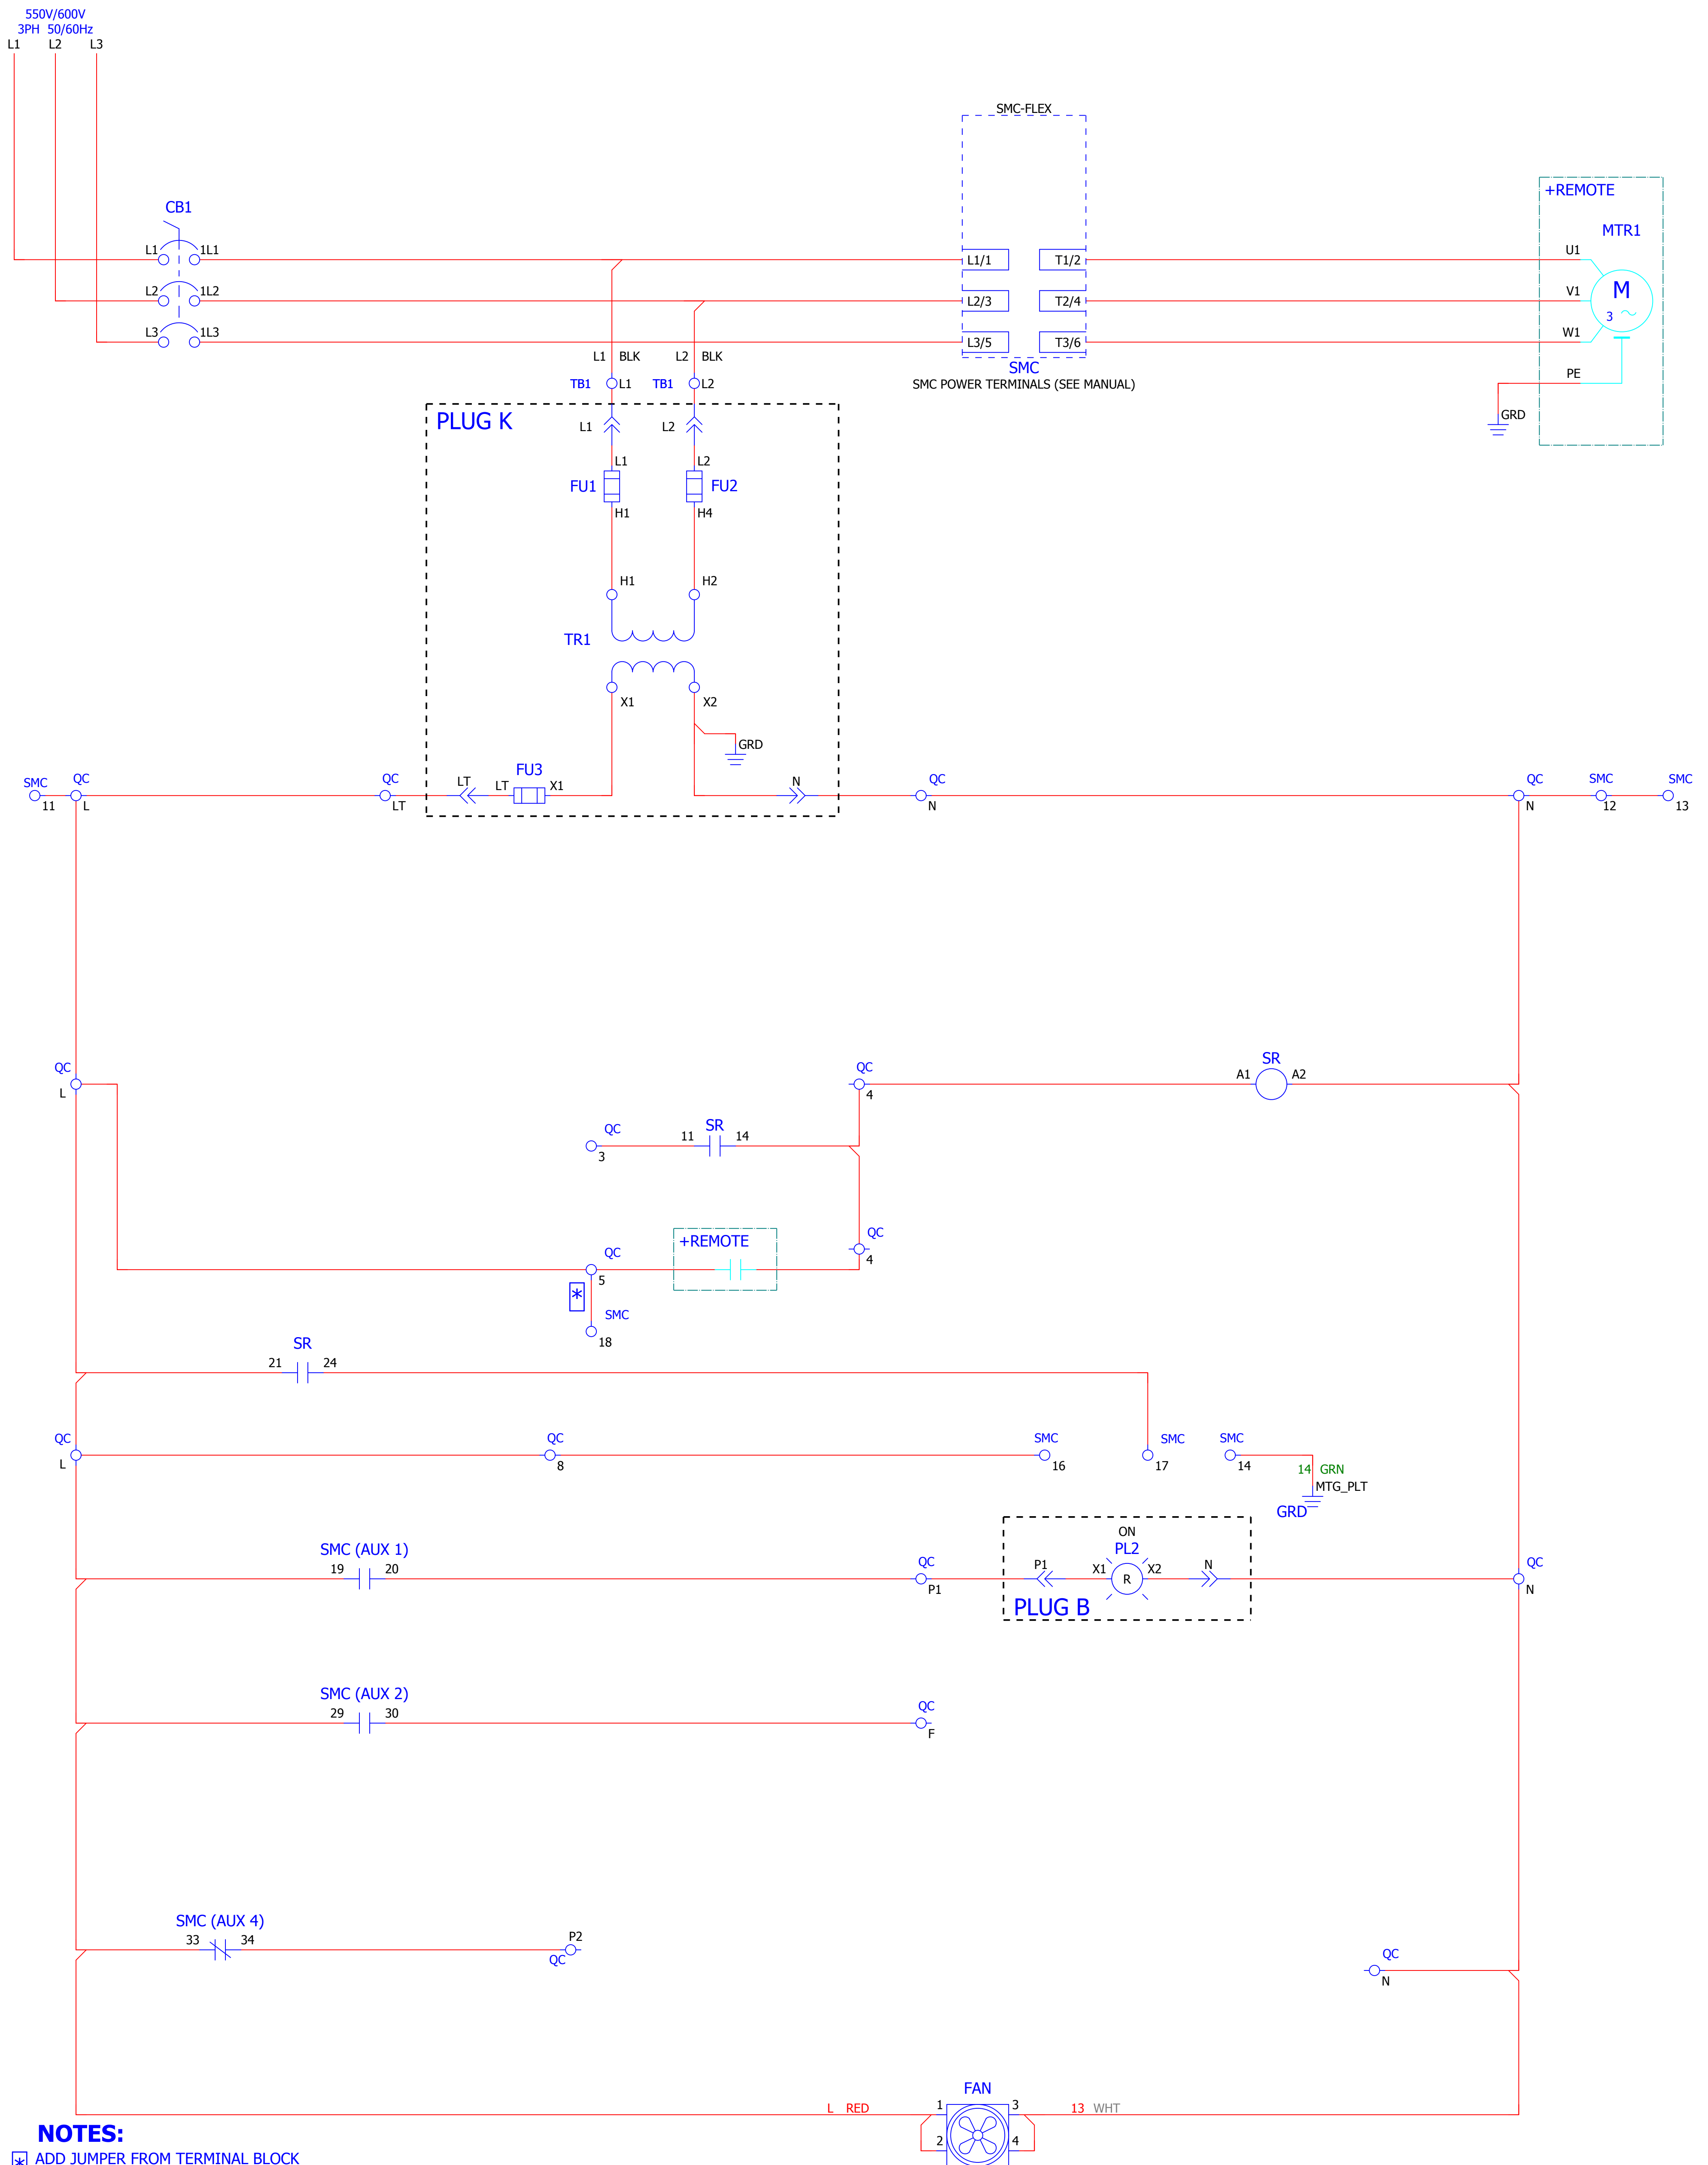 550V/600V
3PH 50/60Hz
L1 L2 L3
SMC-FLEX
+REMOTE
CB1
MTR1
L1 1L1
L1/1 T1/2
U1
L2 1L2
L2/3 T2/4
V1
M
3
L3 1L3
L3/5 T3/6
W1
L1 BLK L2 BLK
SMC
SMC POWER TERMINALS (SEE MANUAL)
PE
TB1 L1 TB1 L2
GRD
PLUG K
L1 L2
L1 L2
FU1 FU2
H1 H4
H1 H2
TR1
X1 X2
GRD
SMC QC QC LT LT FU3 X1 N QC QC SMC SMC
11 L LT N N 12 13
QC QC SR
L 4 A1 A2
QC SR
3 11 14
QC +REMOTE QC
5 4
*
SMC
18
SR
21 24
QC QC SMC SMC SMC
L 8 16 17 14
14 GRN
MTG_PLT
GRD
ON
SMC (AUX 1) PL2
19 20 QC P1 X1 R X2 N QC
P1 N
PLUG B
SMC (AUX 2)
29 30 QC
F
SMC (AUX 4)
33 34 P2
QC
QC
N
FAN
L RED 1 3 13 WHT
2 4
NOTES:
* ADD JUMPER FROM TERMINAL BLOCK